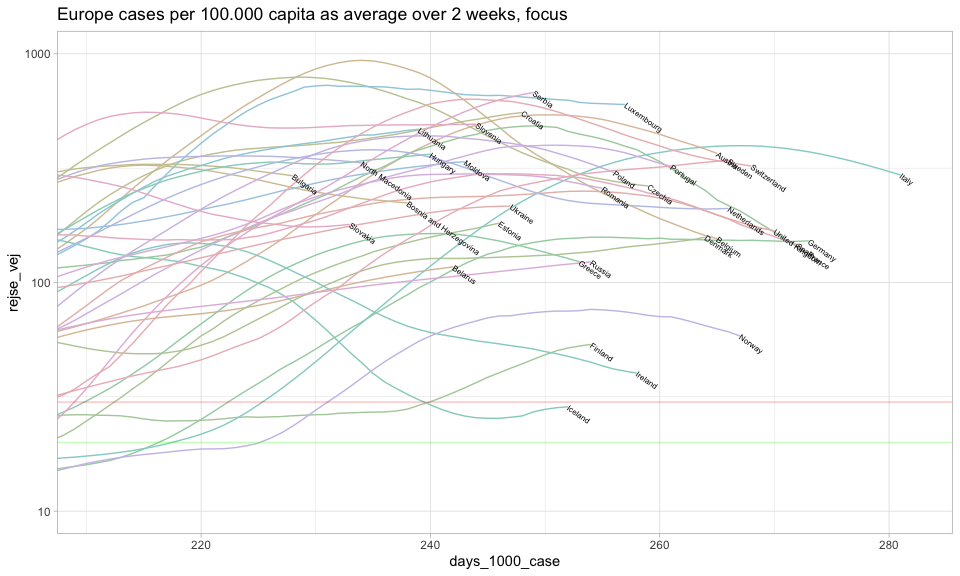 Europe cases per 100.000 capita as average over 2 weeks, focus
1000
100
10
rejse_vej
Serbia
Luxembourg
Croatia
Slovenia
Lithuania
Hungary
Moldova
North Macedonia
Bulgaria
Bosnia and Herzegovina
Slovakia
Ukraine
Estonia
Belarus
Poland
Romania
Czechia
Portugal
Austria
Sweden
Switzerland
Italy
Netherlands
Belgium
Denmark
United Kingdom
Germany
France
Russia
Greece
Norway
Finland
Ireland
Iceland
220
240
260
280
days_1000_case